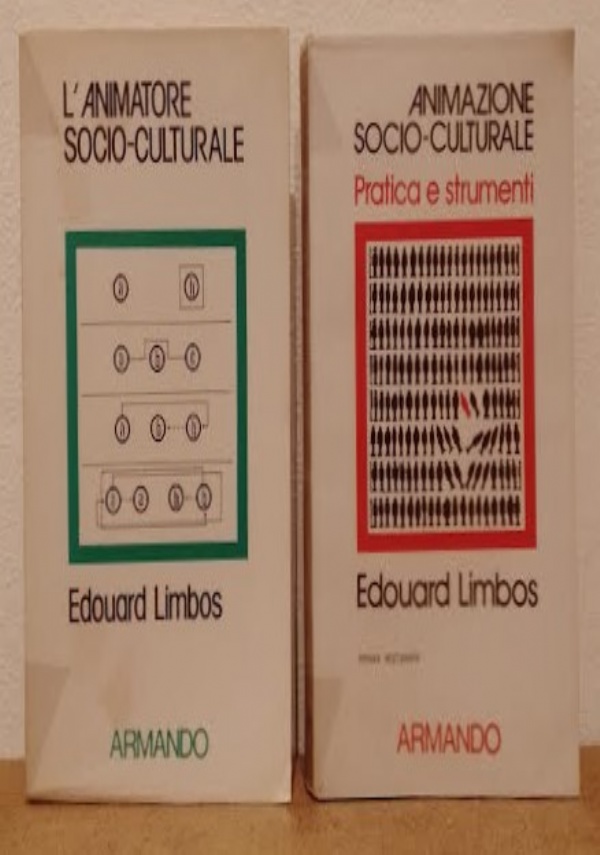 L'ANIMATORE
SOCIO-CULTURALE
a
b
a
b
c
a
b
b
a
b
Edouard Limbos
ARMANDO
ANIMAZIONE
SOCIO-CULTURALE
Pratica e strumenti
Edouard Limbos
ARMANDO